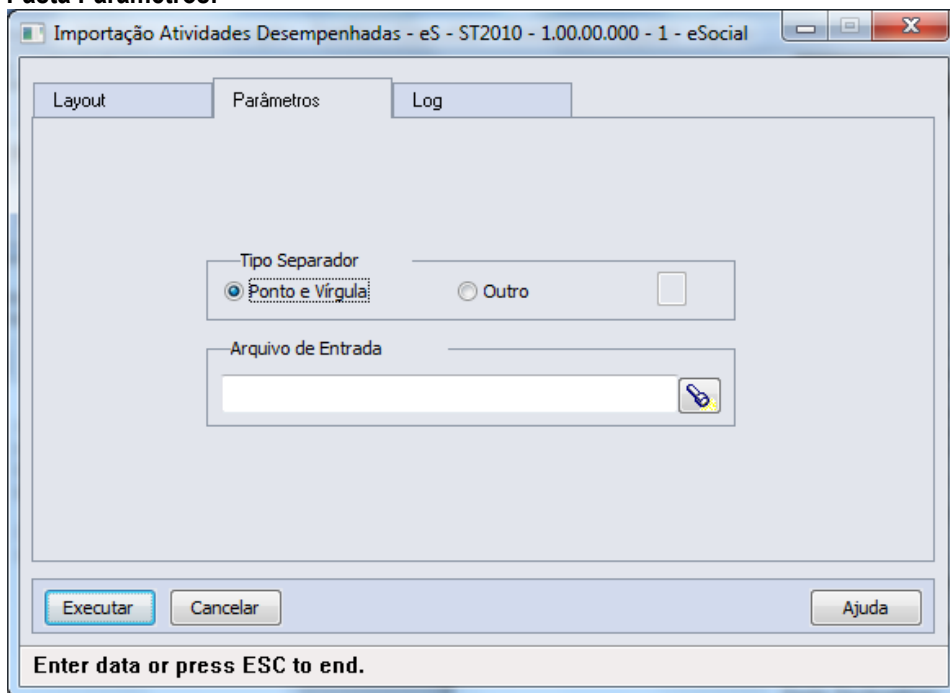 Pasta Parâmetros:
Importação Atividades Desempenhadas - eS - ST2010 - 1.00.00.000 - 1 - eSocial
Layout Parâmetros Log
Tipo Separador
Ponto e Vírgula Outro
Arquivo de Entrada
Executar Cancelar Ajuda
Enter data or press ESC to end.